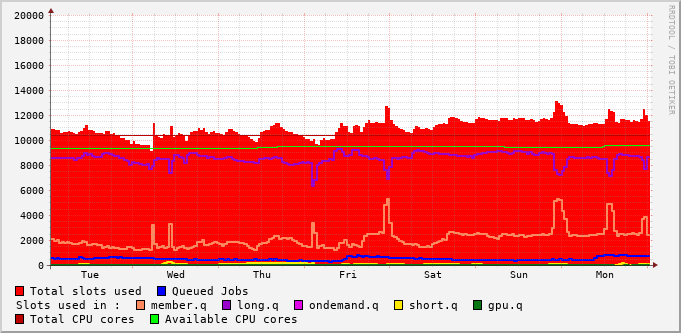 20000
18000
16000
14000
12000
10000
8000
6000
4000
2000
0
Tue Wed Thu Fri Sat Sun Mon
RRDTOOL / TOBI OETIKER
Total slots used Queued Jobs
Slots used in : member.q long.q ondemand.q short.q gpu.q
Total CPU cores Available CPU cores